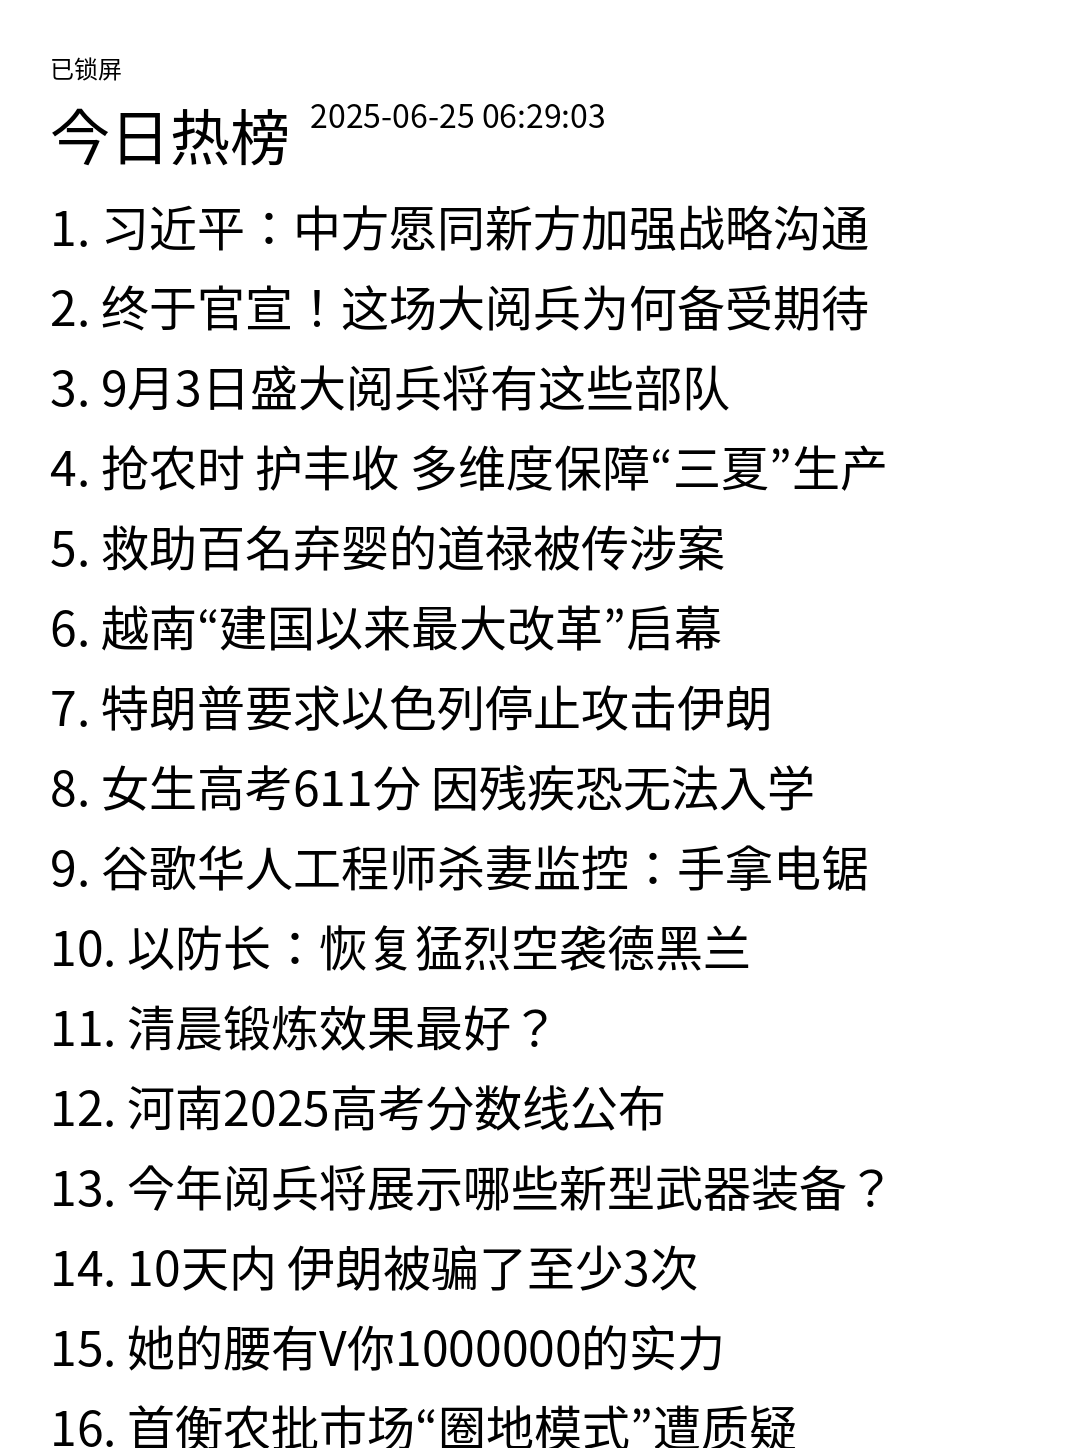 已锁屏
今日热榜 2025-06-25 06:29:03
1. 习近平：中方愿同新方加强战略沟通
2. 终于官宣！这场大阅兵为何备受期待
3. 9月3日盛大阅兵将有这些部队
4. 抢农时 护丰收 多维度保障“三夏”生产
5. 救助百名弃婴的道禄被传涉案
6. 越南“建国以来最大改革”启幕
7. 特朗普要求以色列停止攻击伊朗
8. 女生高考611分 因残疾恐无法入学
9. 谷歌华人工程师杀妻监控：手拿电锯
10. 以防长：恢复猛烈空袭德黑兰
11. 清晨锻炼效果最好？
12. 河南2025高考分数线公布
13. 今年阅兵将展示哪些新型武器装备？
14. 10天内 伊朗被骗了至少3次
15. 她的腰有V你1000000的实力
16. 首衡农批市场“圈地模式”遭质疑